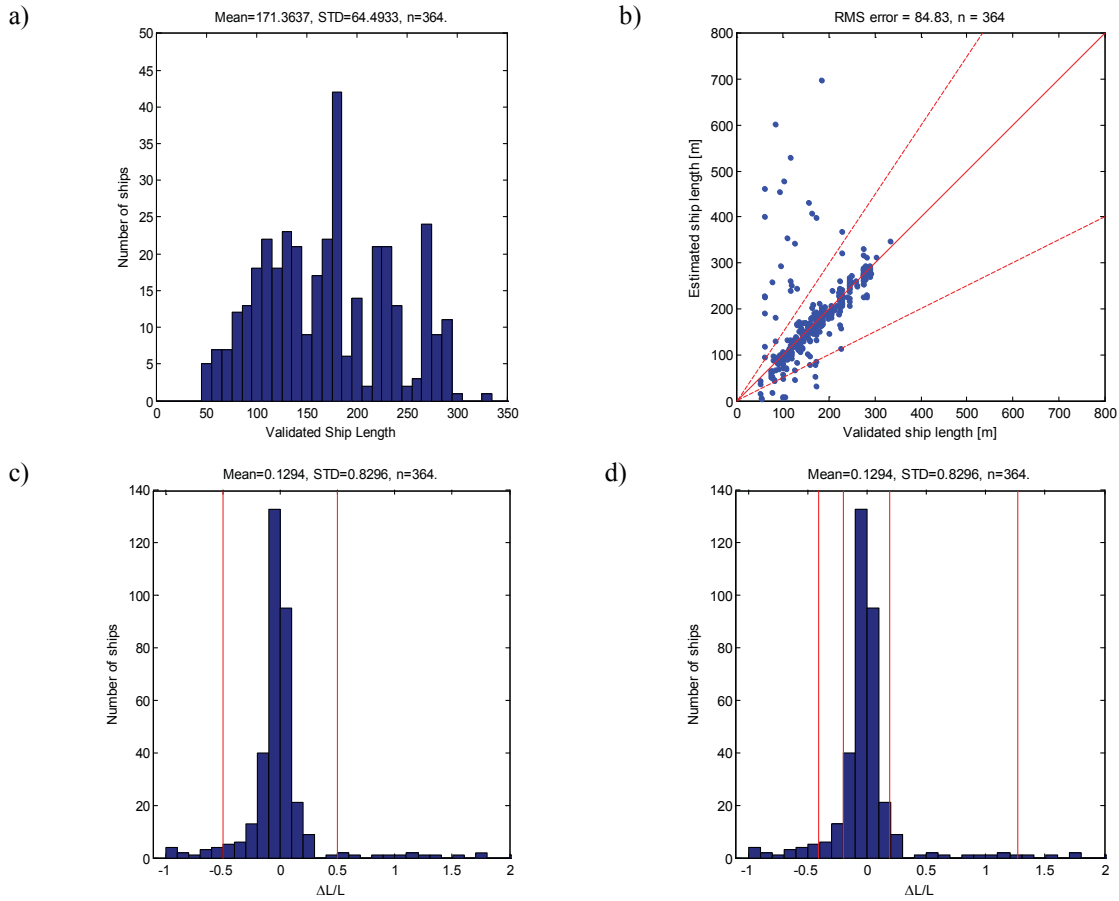 a)
Mean=171.3637, STD=64.4933, n=364.
50
45
40
35
30
25
20
15
10
5
0
Number of ships
0 50 100 150 200 250 300 350
Validated Ship Length
b)
RMS error = 84.83, n = 364
800
700
600
500
400
300
200
100
0
Estimated ship length [m]
0 100 200 300 400 500 600 700 800
Validated ship length [m]
c)
Mean=0.1294, STD=0.8296, n=364.
140
120
100
80
60
40
20
0
Number of ships
-1 -0.5 0 0.5 1 1.5 2
ΔL/L
d)
Mean=0.1294, STD=0.8296, n=364.
140
120
100
80
60
40
20
0
Number of ships
-1 -0.5 0 0.5 1 1.5 2
ΔL/L